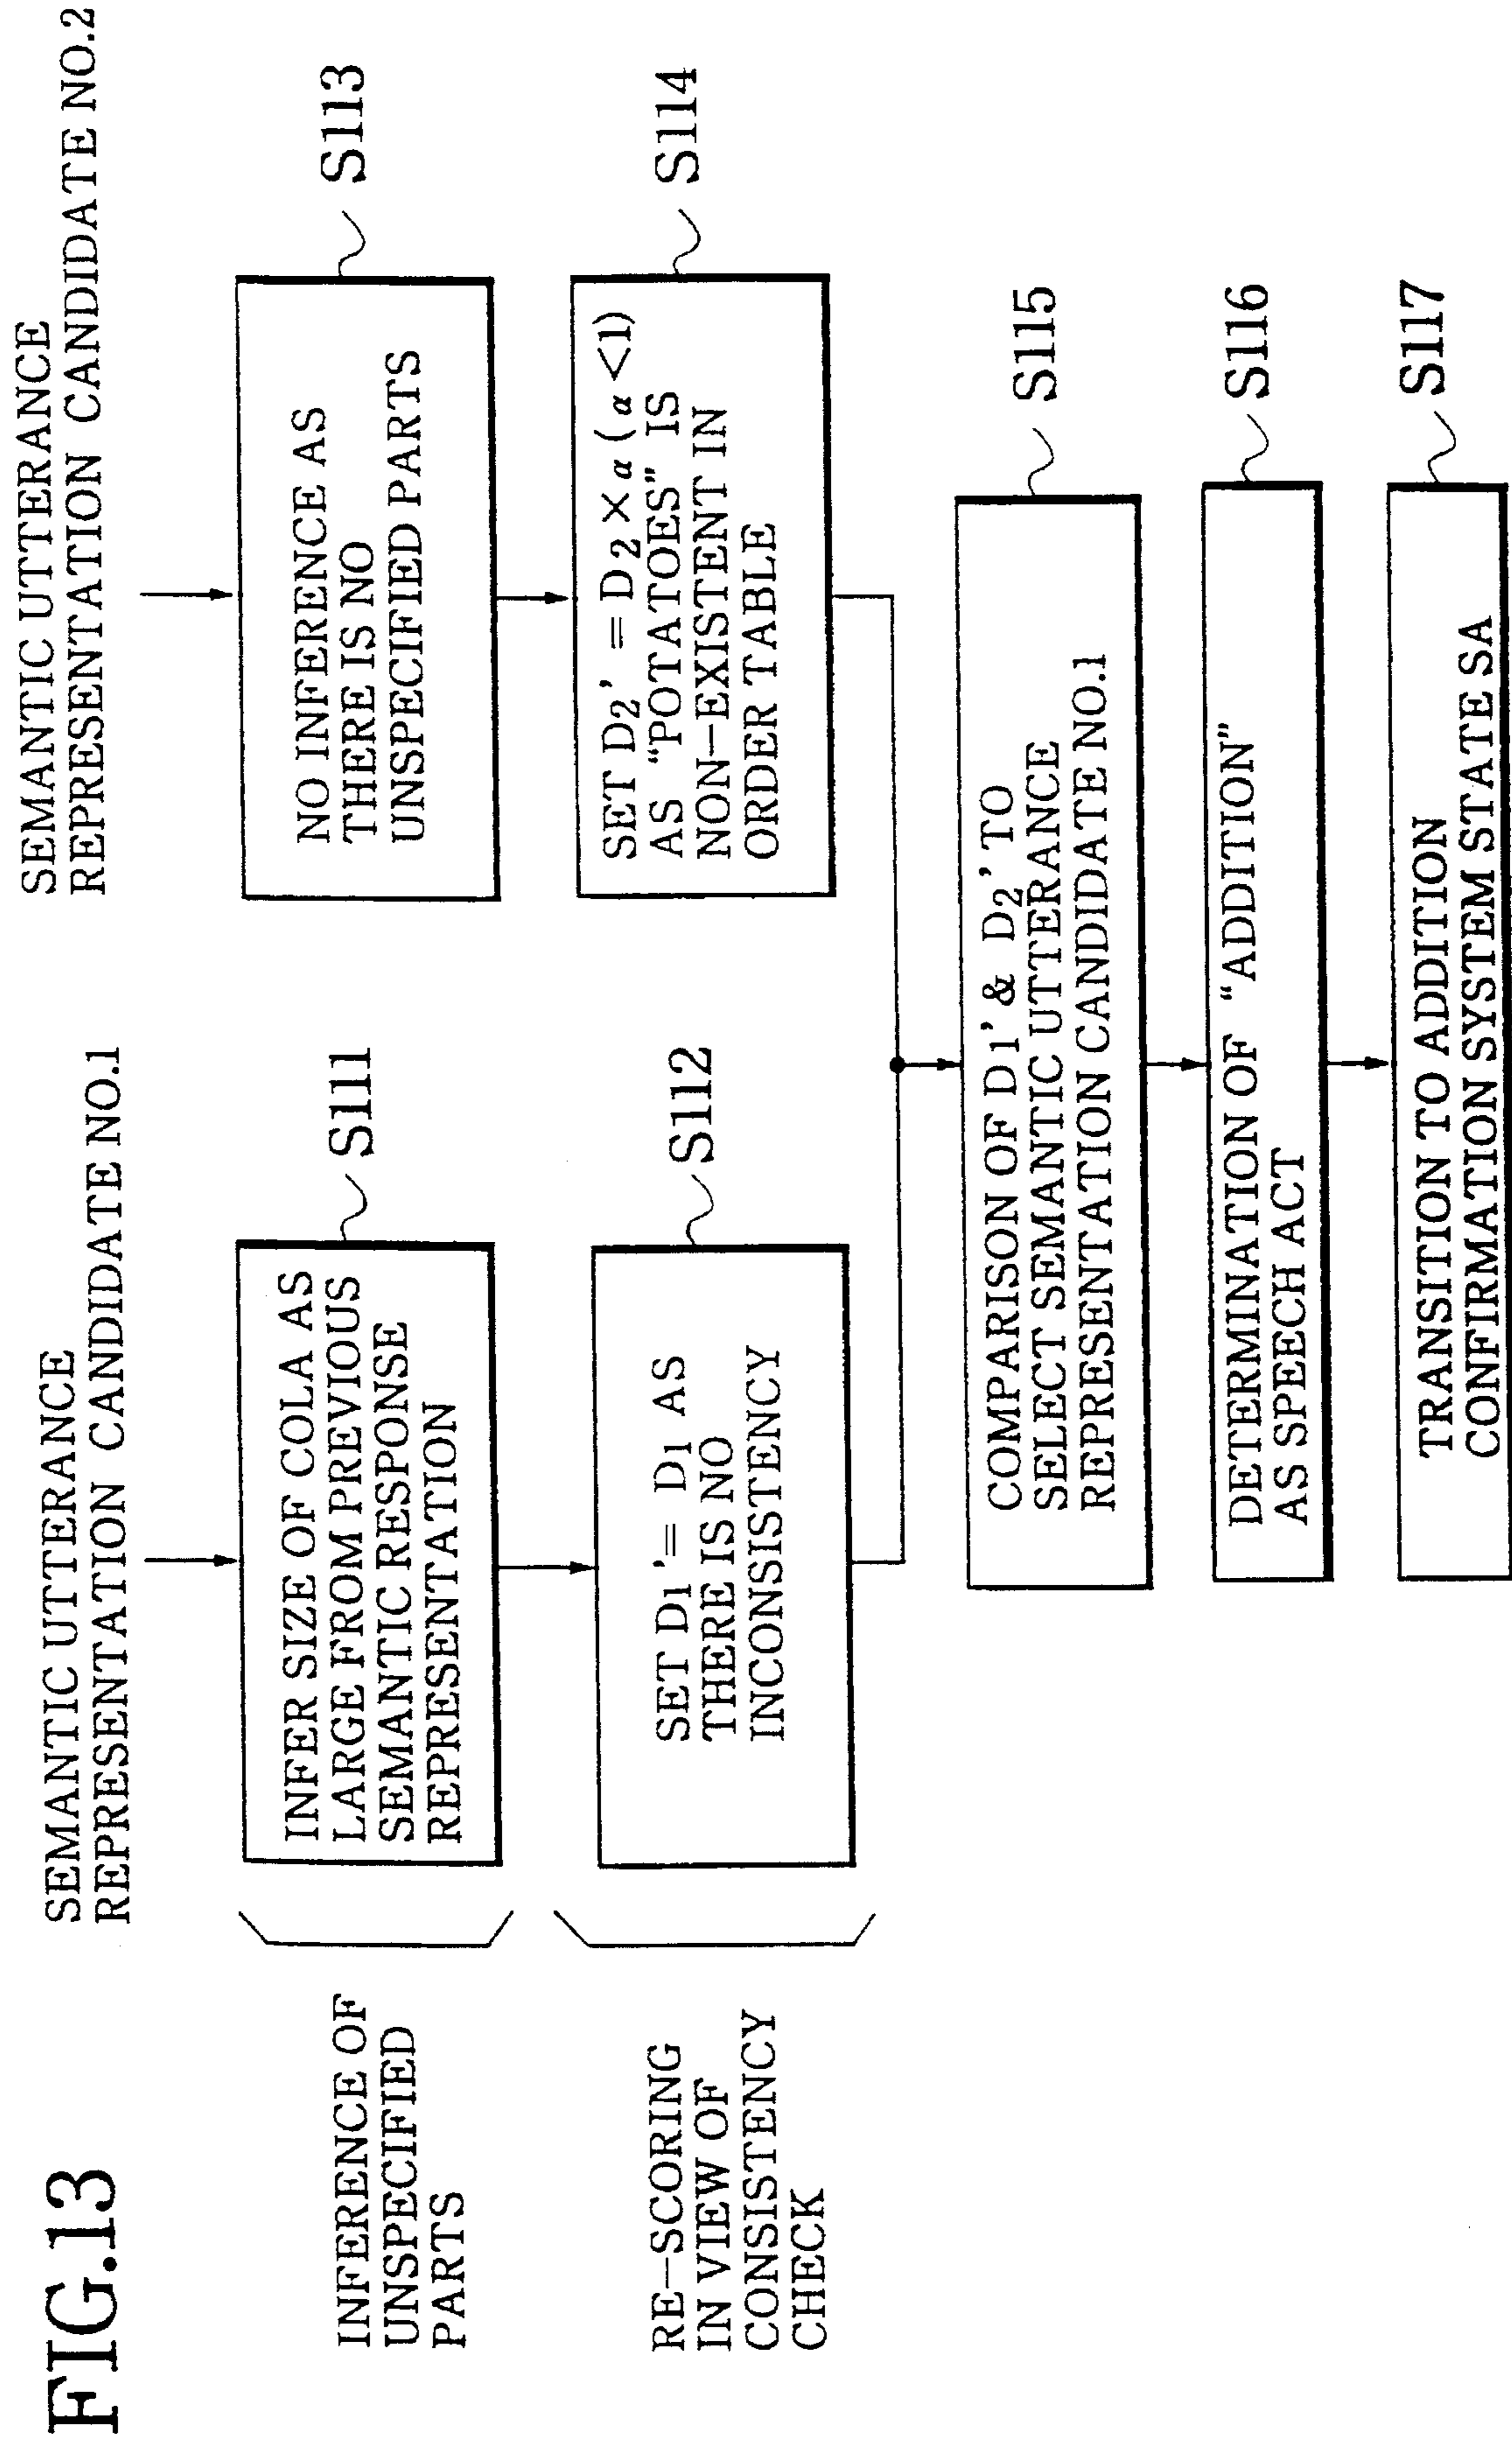 FIG.13
SEMANTIC UTTERANCE
REPRESENTATION CANDIDATE NO.1
SEMANTIC UTTERANCE
REPRESENTATION CANDIDATE NO.2
INFERENCE OF
UNSPECIFIED
PARTS
INFER SIZE OF COLA AS
LARGE FROM PREVIOUS
SEMANTIC RESPONSE
REPRESENTATION
S111
NO INFERENCE AS
THERE IS NO
UNSPECIFIED PARTS
S113
RE-SCORING
IN VIEW OF
CONSISTENCY
CHECK
SET D1'= D1 AS
THERE IS NO
INCONSISTENCY
S112
SET D2' = D2 × α (α <1)
AS "POTATOES" IS
NON-EXISTENT IN
ORDER TABLE
S114
COMPARISON OF D1' & D2' TO
SELECT SEMANTIC UTTERANCE
REPRESENTATION CANDIDATE NO.1
S115
DETERMINATION OF "ADDITION"
AS SPEECH ACT
S116
TRANSITION TO ADDITION
CONFIRMATION SYSTEM STATE SA
S117